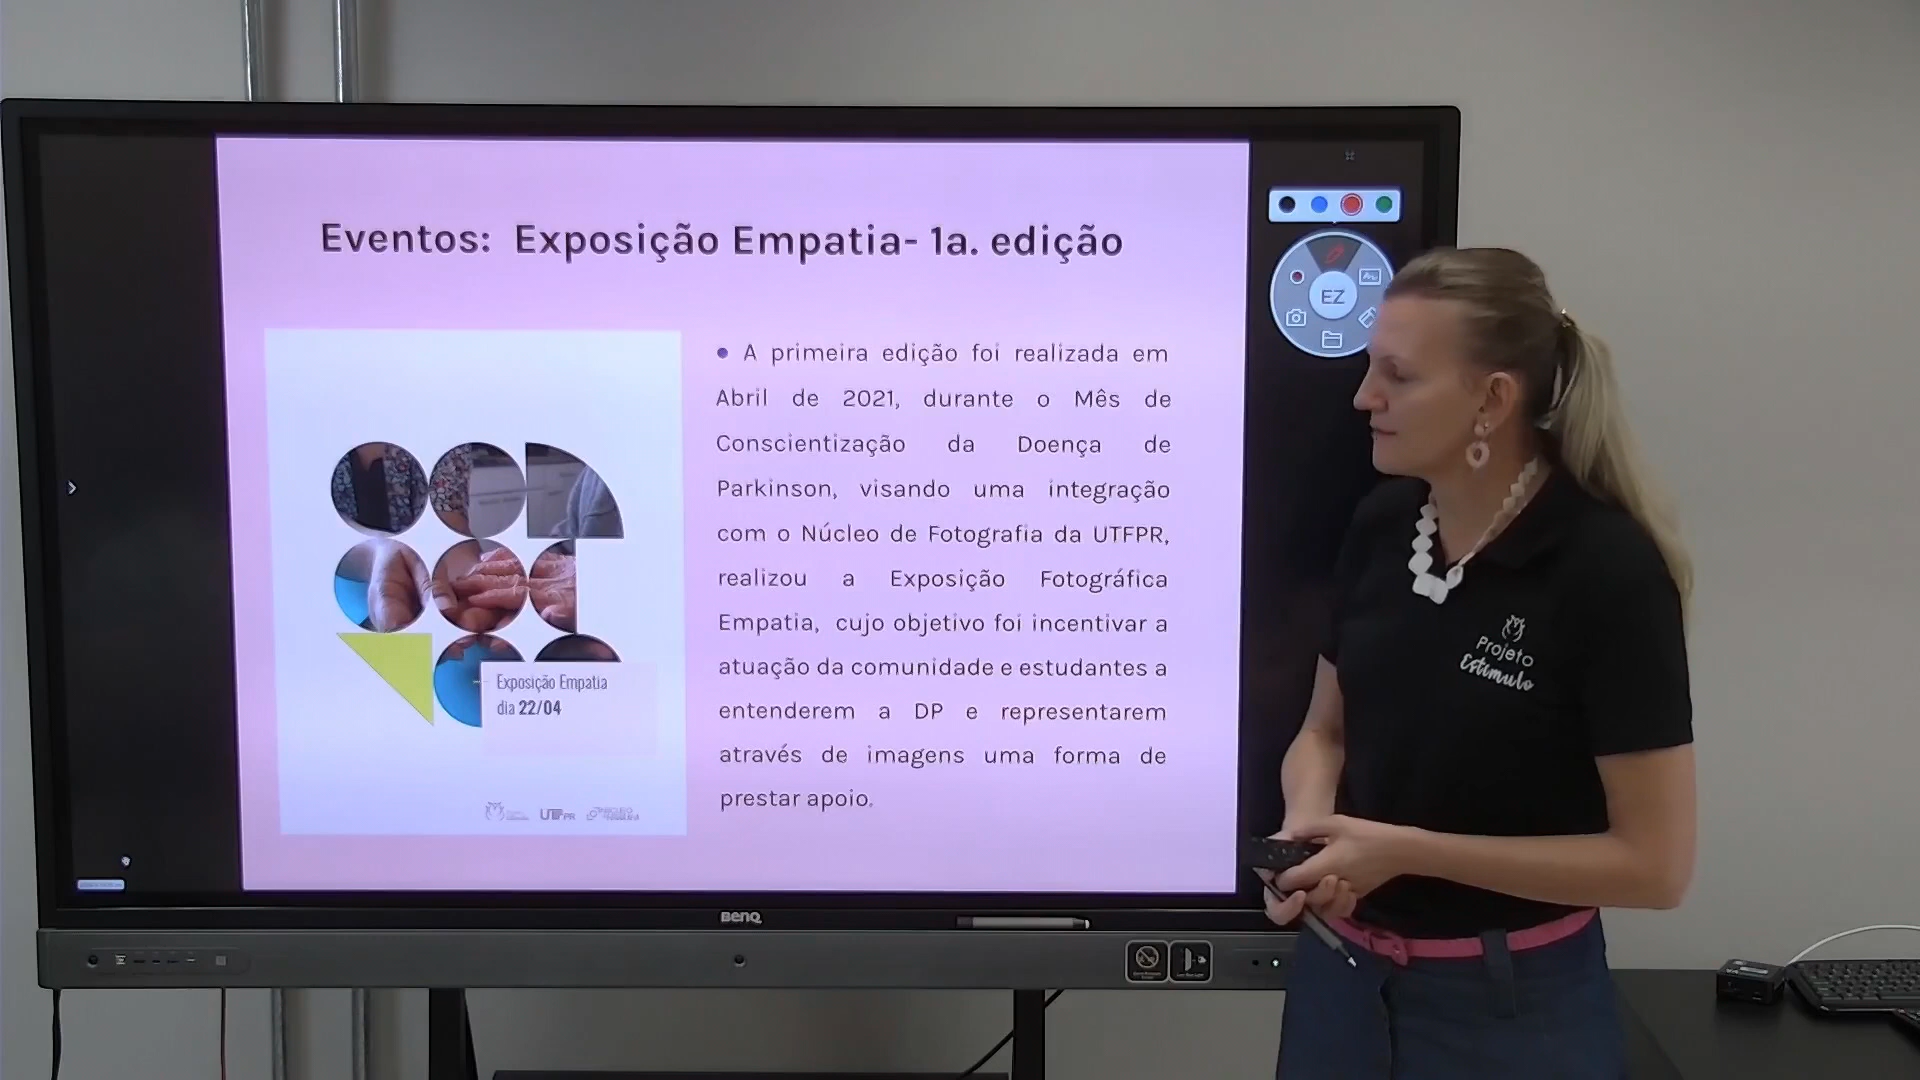 Eventos: Exposição Empatia- 1a. edição
● A primeira edição foi realizada em
Abril de 2021, durante o Mês de
Conscientização da Doença de
Parkinson, visando uma integração
com o Núcleo de Fotografia da UTFPR,
realizou a Exposição Fotográfica
Empatia, cujo objetivo foi incentivar a
atuação da comunidade e estudantes a
entenderem a DP e representarem
através de imagens uma forma de
prestar apoio.
Exposição Empatia
dia 22/04
UTFPR
EZ
Projeto
Estímulo
BenQ